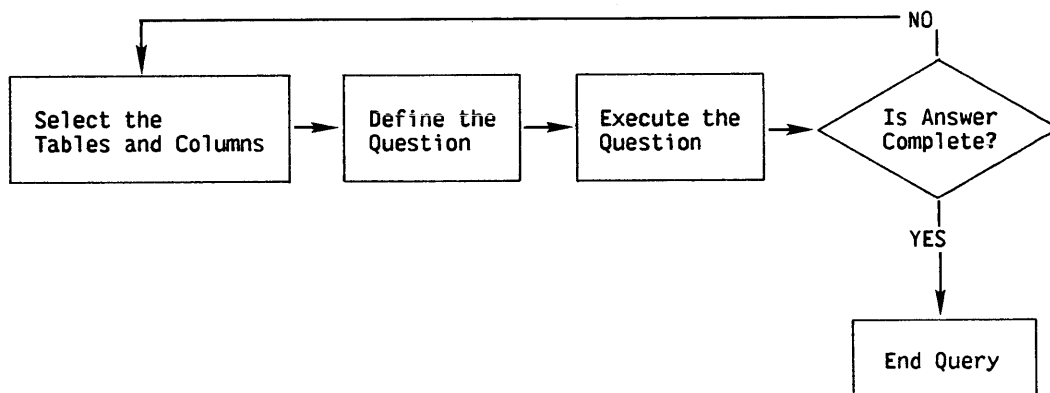 NO
Select the
Tables and Columns
Define the
Question
Execute the
Question
Is Answer
Complete?
YES
End Query